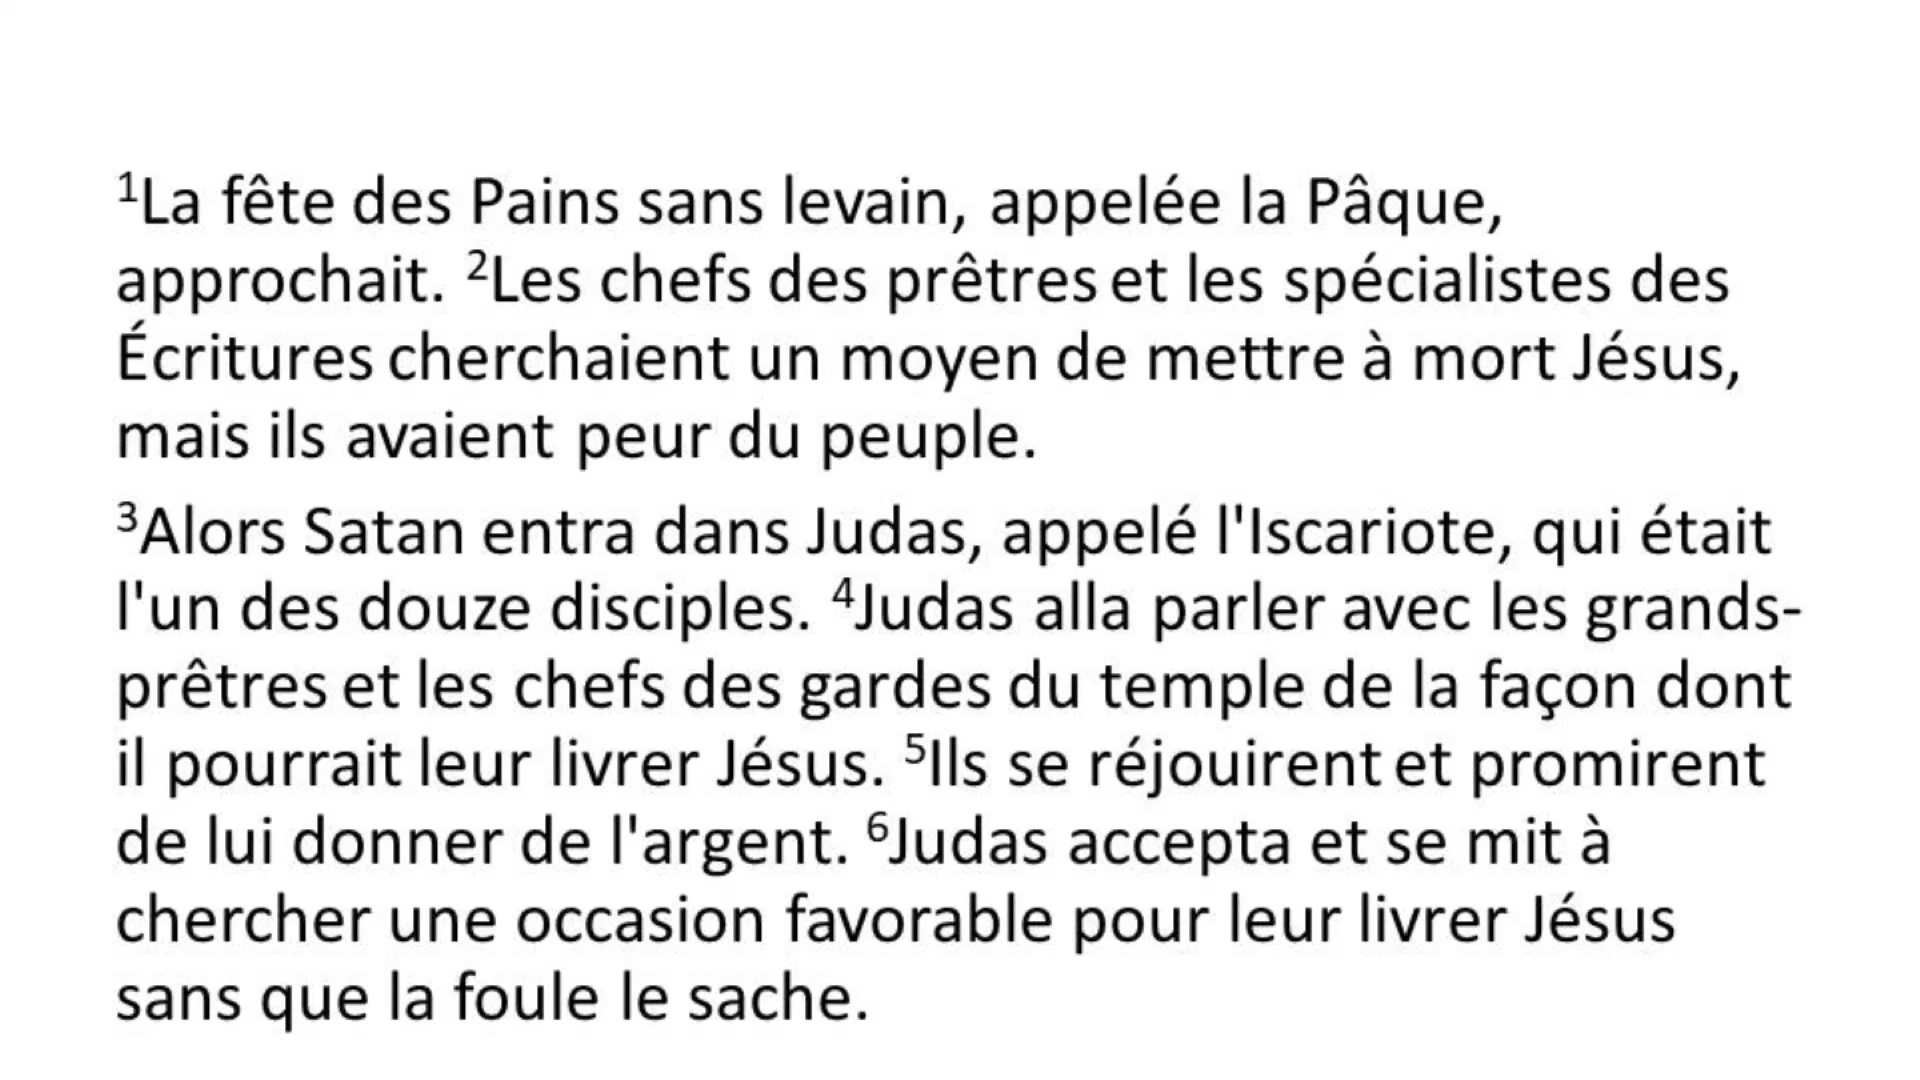 ¹La fête des Pains sans levain, appelée la Pâque,
approchait. ²Les chefs des prêtres et les spécialistes des
Écritures cherchaient un moyen de mettre à mort Jésus,
mais ils avaient peur du peuple.
³Alors Satan entra dans Judas, appelé l'Iscariote, qui était
l'un des douze disciples. ⁴Judas alla parler avec les grands-
prêtres et les chefs des gardes du temple de la façon dont
il pourrait leur livrer Jésus. ⁵Ils se réjouirent et promirent
de lui donner de l'argent. ⁶Judas accepta et se mit à
chercher une occasion favorable pour leur livrer Jésus
sans que la foule le sache.